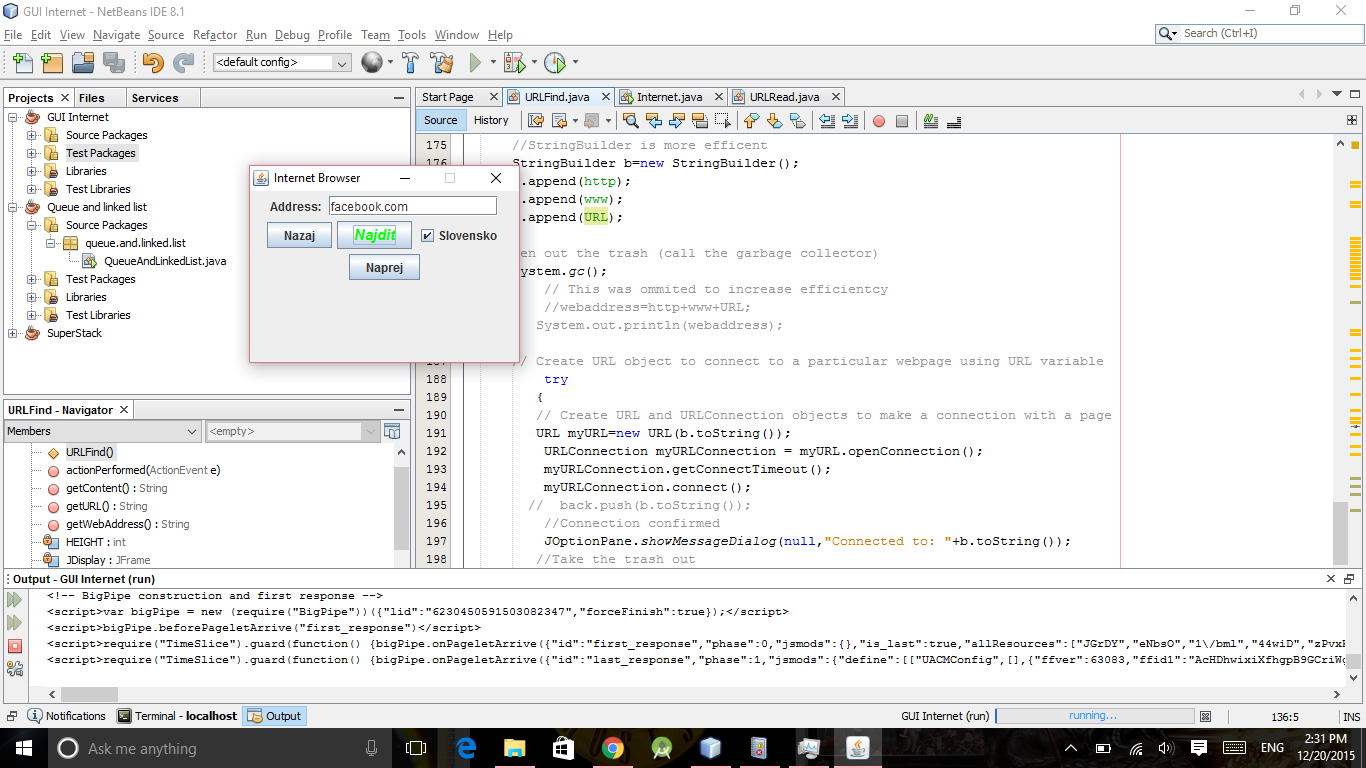 GUI Internet - NetBeans IDE 8.1
File Edit View Navigate Source Refactor Run Debug Profile Team Tools Window Help
Search (Ctrl+I)
<default config>
Projects Files Services
GUI Internet
Source Packages
Test Packages
Libraries
Test Libraries
Queue and linked list
Source Packages
queue.and.linked.list
QueueAndLinkedList.java
Test Packages
Libraries
Test Libraries
SuperStack
Start Page URLFind.java Internet.java URLRead.java
Source History
175 //StringBuilder is more efficent
176 StringBuilder b=new StringBuilder();
.append(http);
.append(www);
.append(URL);
en out the trash (call the garbage collector)
ystem.gc();
// This was ommited to increase efficientcy
//webaddress=http+www+URL;
System.out.println(webaddress);
// Create URL object to connect to a particular webpage using URL variable
188 try
189 {
190 // Create URL and URLConnection objects to make a connection with a page
191 URL myURL=new URL(b.toString());
192 URLConnection myURLConnection = myURL.openConnection();
193 myURLConnection.getConnectTimeout();
194 myURLConnection.connect();
195 // back.push(b.toString());
196 //Connection confirmed
197 JOptionPane.showMessageDialog(null,"Connected to: "+b.toString());
198 //Take the trash out
Internet Browser
Address: facebook.com
Nazaj Najdit Slovensko
Naprej
URLFind - Navigator
Members <empty>
URLFind()
actionPerformed(ActionEvent e)
getContent() : String
getURL() : String
getWebAddress() : String
HEIGHT : int
JDisplay : JFrame
Output - GUI Internet (run)
<!-- BigPipe construction and first response -->
<script>var bigPipe = new (require("BigPipe"))({"lid":"6230450591503082347","forceFinish":true});</script>
<script>bigPipe.beforePageletArrive("first_response")</script>
<script>require("TimeSlice").guard(function() {bigPipe.onPageletArrive({"id":"first_response","phase":0,"jsmods":{},"is_last":true,"allResources":["JGrDY","eNbsO","1\/bml","44wiD","zPvxH
<script>require("TimeSlice").guard(function() {bigPipe.onPageletArrive({"id":"last_response","phase":1,"jsmods":{"define":[["UACMConfig",[],{"ffver":63083,"ffid1":"AcHDhwixiXfhgpB9GCriWg
Notifications Terminal - localhost Output GUI Internet (run) running... 136:5 INS
Ask me anything
ENG
2:31 PM
12/20/2015